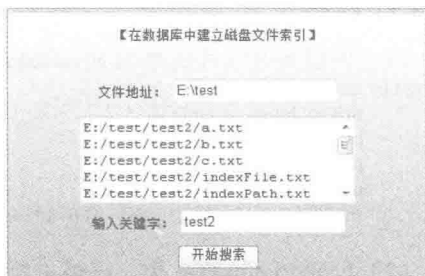 【在数据库中建立磁盘文件索引】
文件地址： E:\test
E:/test/test2/a.txt
E:/test/test2/b.txt
E:/test/test2/c.txt
E:/test/test2/indexFile.txt
E:/test/test2/indexPath.txt
输入关键字： test2
开始搜索